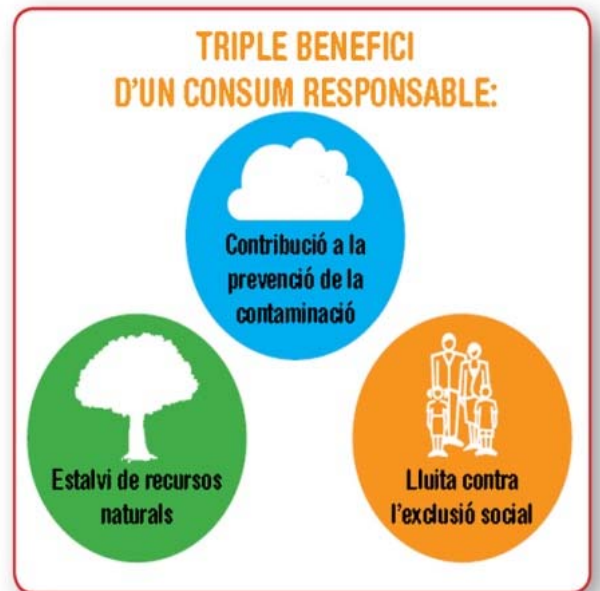 TRIPLE BENEFICI
D'UN CONSUM RESPONSABLE:
Contribució a la
prevenció de la
contaminació
Estalvi de recursos
naturals
Lluita contra
l'exclusió social